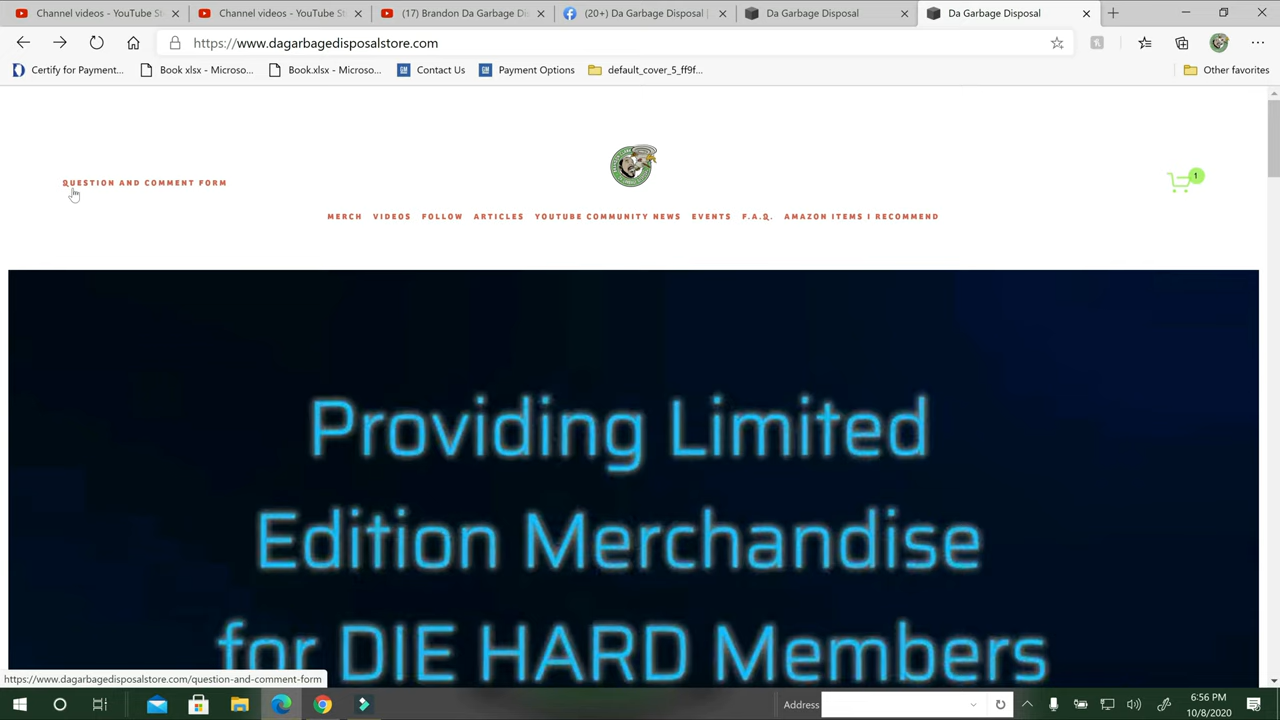 Channel videos - YouTube St
Channel videos - YouTube St
(17) Brandon Da Garbage Di
(20+) Da Garbage Disposal |
Da Garbage Disposal
Da Garbage Disposal
https://www.dagarbagedisposalstore.com
Certify for Payment...
Book xlsx - Microso...
Book.xlsx - Microso...
GM
Contact Us
GM
Payment Options
default_cover_5_ff9f...
Other favorites
QUESTION AND COMMENT FORM
1
MERCH VIDEOS FOLLOW ARTICLES YOUTUBE COMMUNITY NEWS EVENTS F.A.Q. AMAZON ITEMS I RECOMMEND
Providing Limited
Edition Merchandise
for DIE HARD Members
https://www.dagarbagedisposalstore.com/question-and-comment-form
Address
6:56 PM
10/8/2020